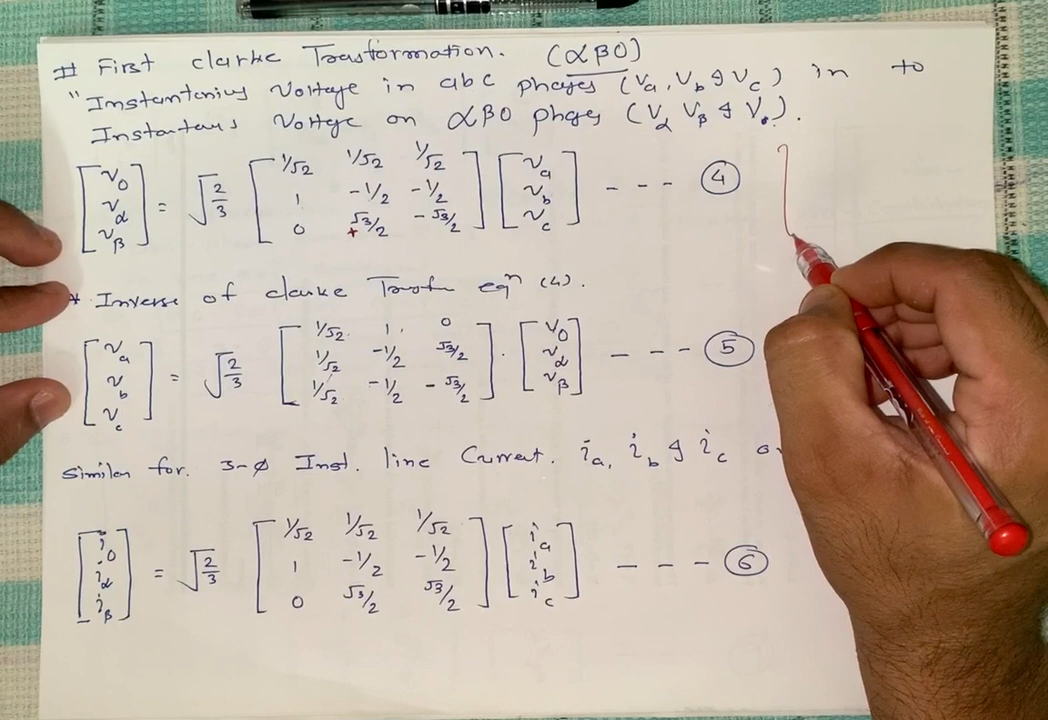 # First clarke Trasformation. (αβ0)
"Instantenius Voltage in abc phases (Va, Vb & Vc) in to
Instantaus Voltage on αβ0 phases (Vα Vβ & V0).
[v0 vα vβ] = √2/3 [1/√2 1/√2 1/√2; 1 -1/2 -1/2; 0 +√3/2 -√3/2] [va vb vc] --- ④
* Inverse of clarke Transfn eqn (4).
[va vb vc] = √2/3 [1/√2 1 0; 1/√2 -1/2 √3/2; 1/√2 -1/2 -√3/2] . [v0 vα vβ] --- ⑤
Similar for. 3-ø Inst. line Current. ia, ib & ic
[i0 iα iβ] = √2/3 [1/√2 1/√2 1/√2; 1 -1/2 -1/2; 0 √3/2 √3/2] [ia ib ic] --- ⑥